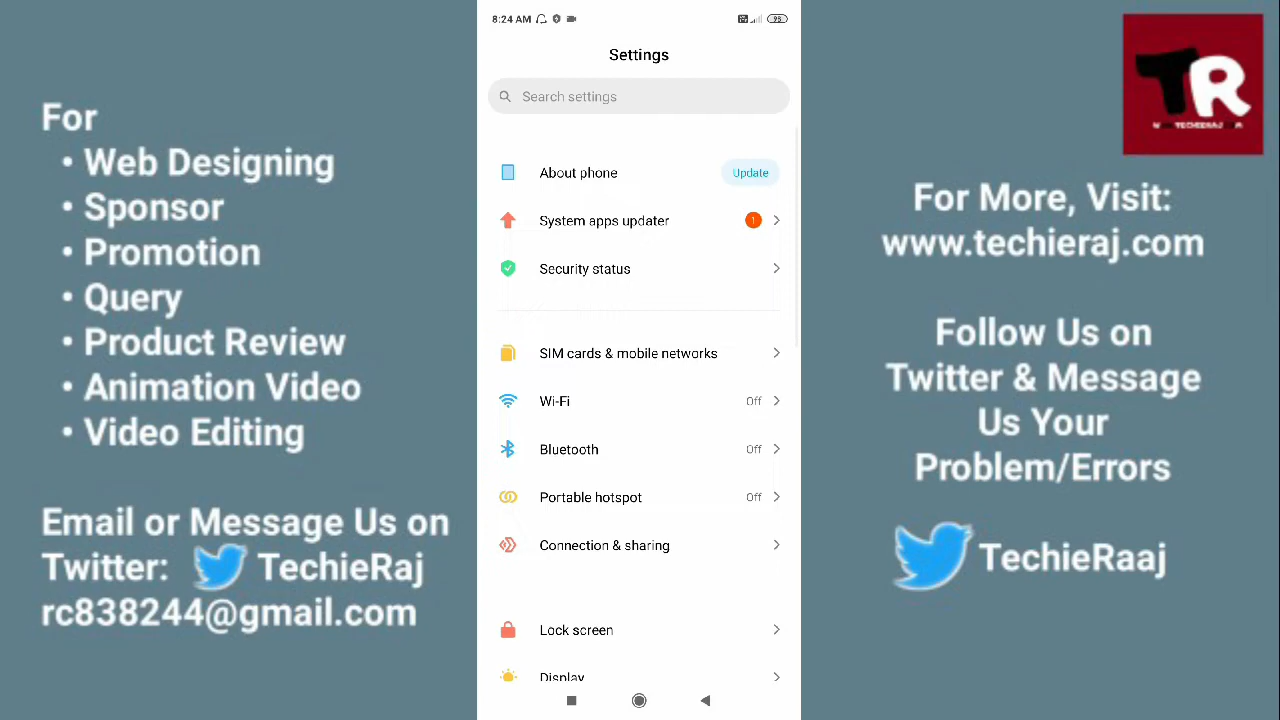 For
• Web Designing
• Sponsor
• Promotion
• Query
• Product Review
• Animation Video
• Video Editing
Email or Message Us on
Twitter: TechieRaj
rc838244@gmail.com
8:24 AM
98
Settings
Search settings
About phone
Update
System apps updater
1
Security status
SIM cards & mobile networks
Wi-Fi
Off
Bluetooth
Off
Portable hotspot
Off
Connection & sharing
Lock screen
Display
TR
For More, Visit:
www.techieraj.com
Follow Us on
Twitter & Message
Us Your
Problem/Errors
TechieRaaj